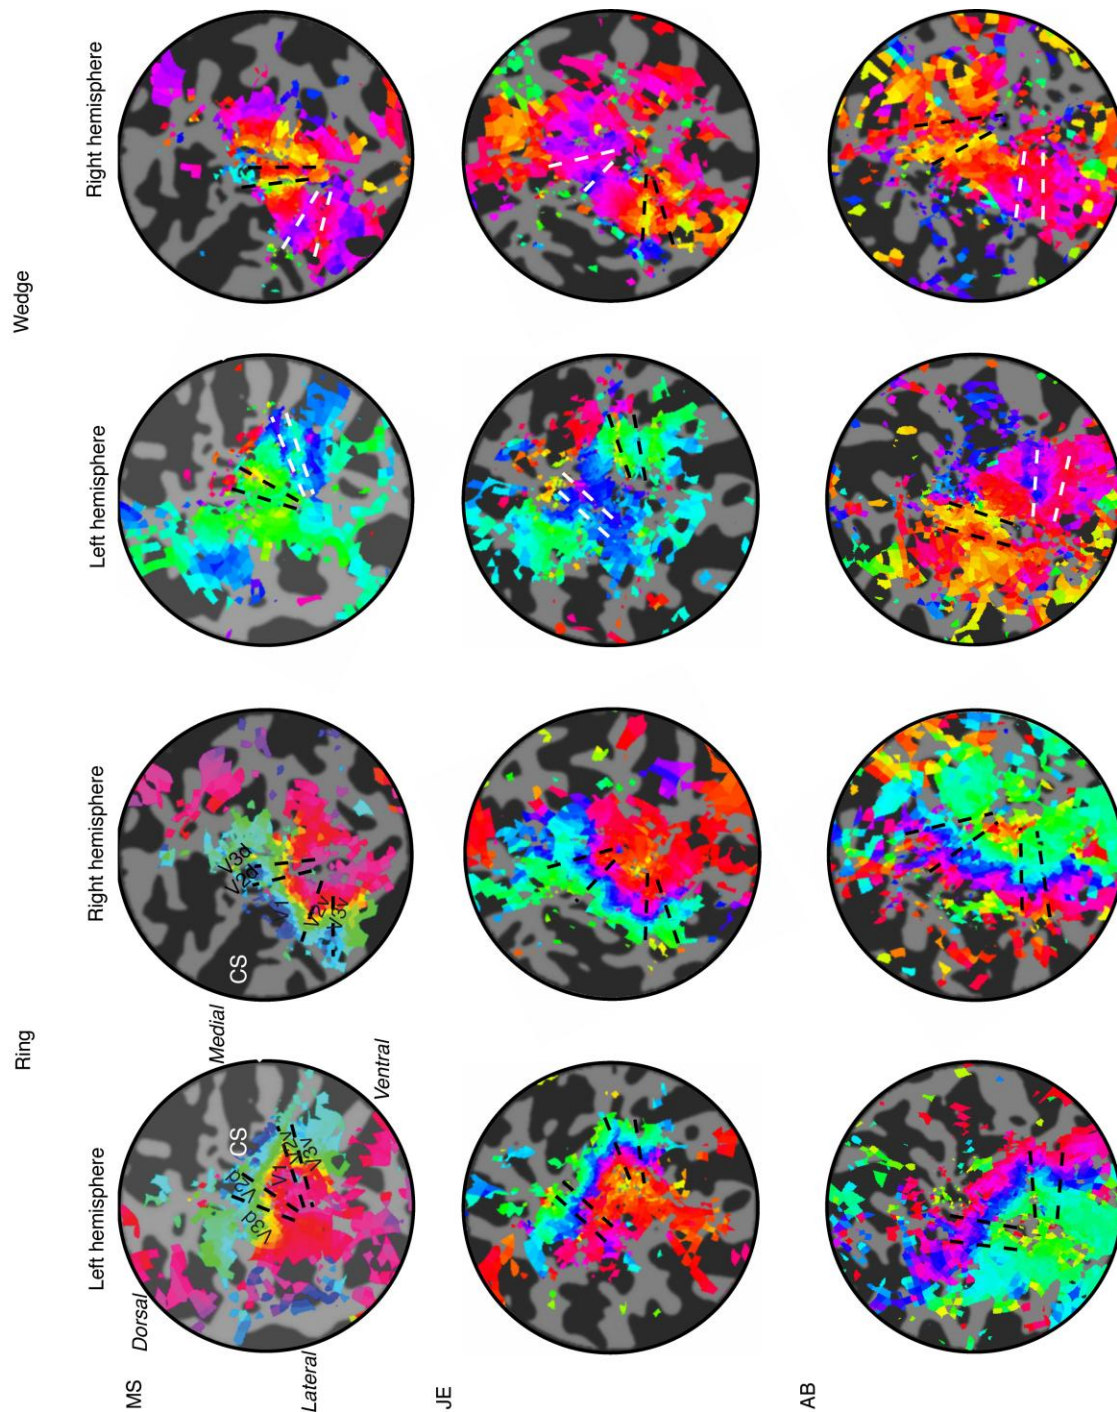 Ring
Wedge
Left hemisphere
Right hemisphere
Left hemisphere
Right hemisphere
MS
Dorsal
Medial
Lateral
Ventral
CS
V3d
V2d
V1
V2v
V3v
CS
V3d
V2d
V1
V2v
V3v
JE
AB